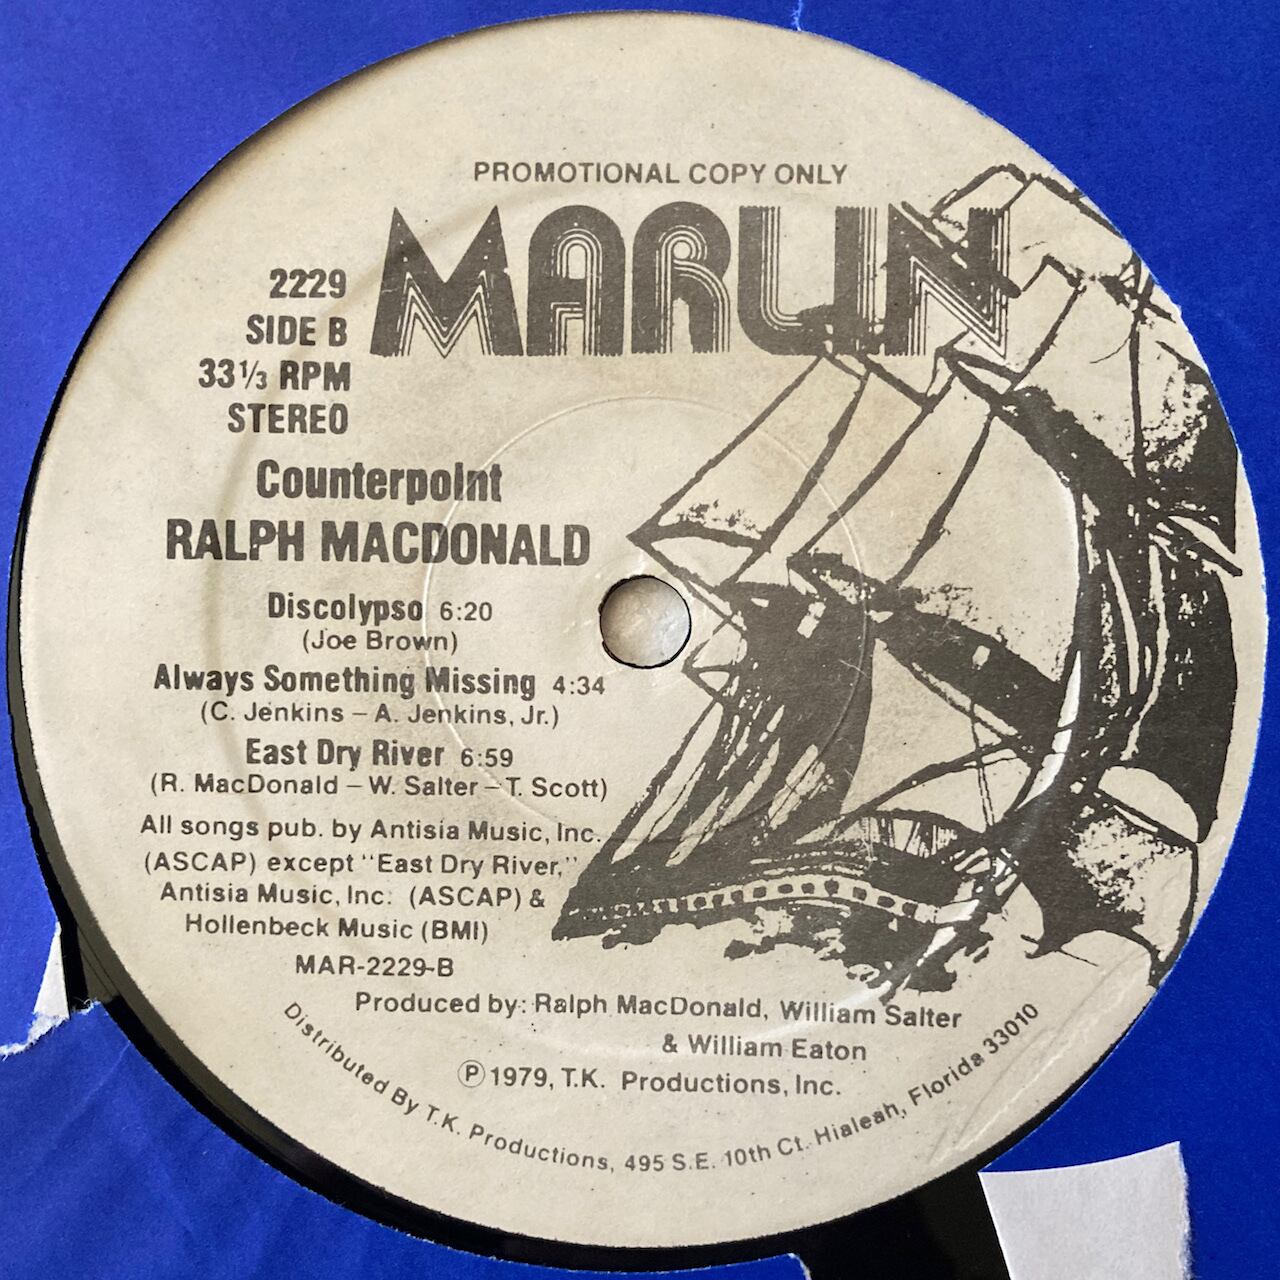 PROMOTIONAL COPY ONLY
MARLIN
2229
SIDE B
33 1/3 RPM
STEREO
Counterpoint
RALPH MACDONALD
Discolypso 6:20
(Joe Brown)
Always Something Missing 4:34
(C. Jenkins – A. Jenkins, Jr.)
East Dry River 6:59
(R. MacDonald – W. Salter – T. Scott)
All songs pub. by Antisia Music, Inc.
(ASCAP) except "East Dry River,"
Antisia Music, Inc. (ASCAP) &
Hollenbeck Music (BMI)
MAR-2229-B
Produced by: Ralph MacDonald, William Salter
& William Eaton
Ⓟ 1979, T.K. Productions, Inc.
Distributed By T.K. Productions, 495 S.E. 10th Ct. Hialeah, Florida 33010